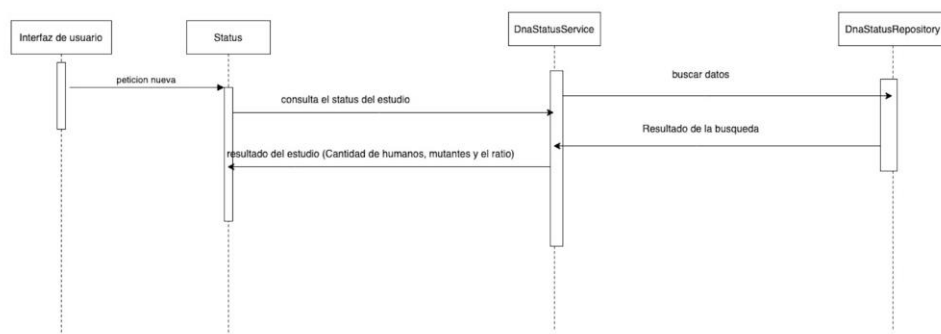 Interfaz de usuario
Status
DnaStatusService
DnaStatusRepository
peticion nueva
buscar datos
consulta el status del estudio
Resultado de la busqueda
resultado del estudio (Cantidad de humanos, mutantes y el ratio)